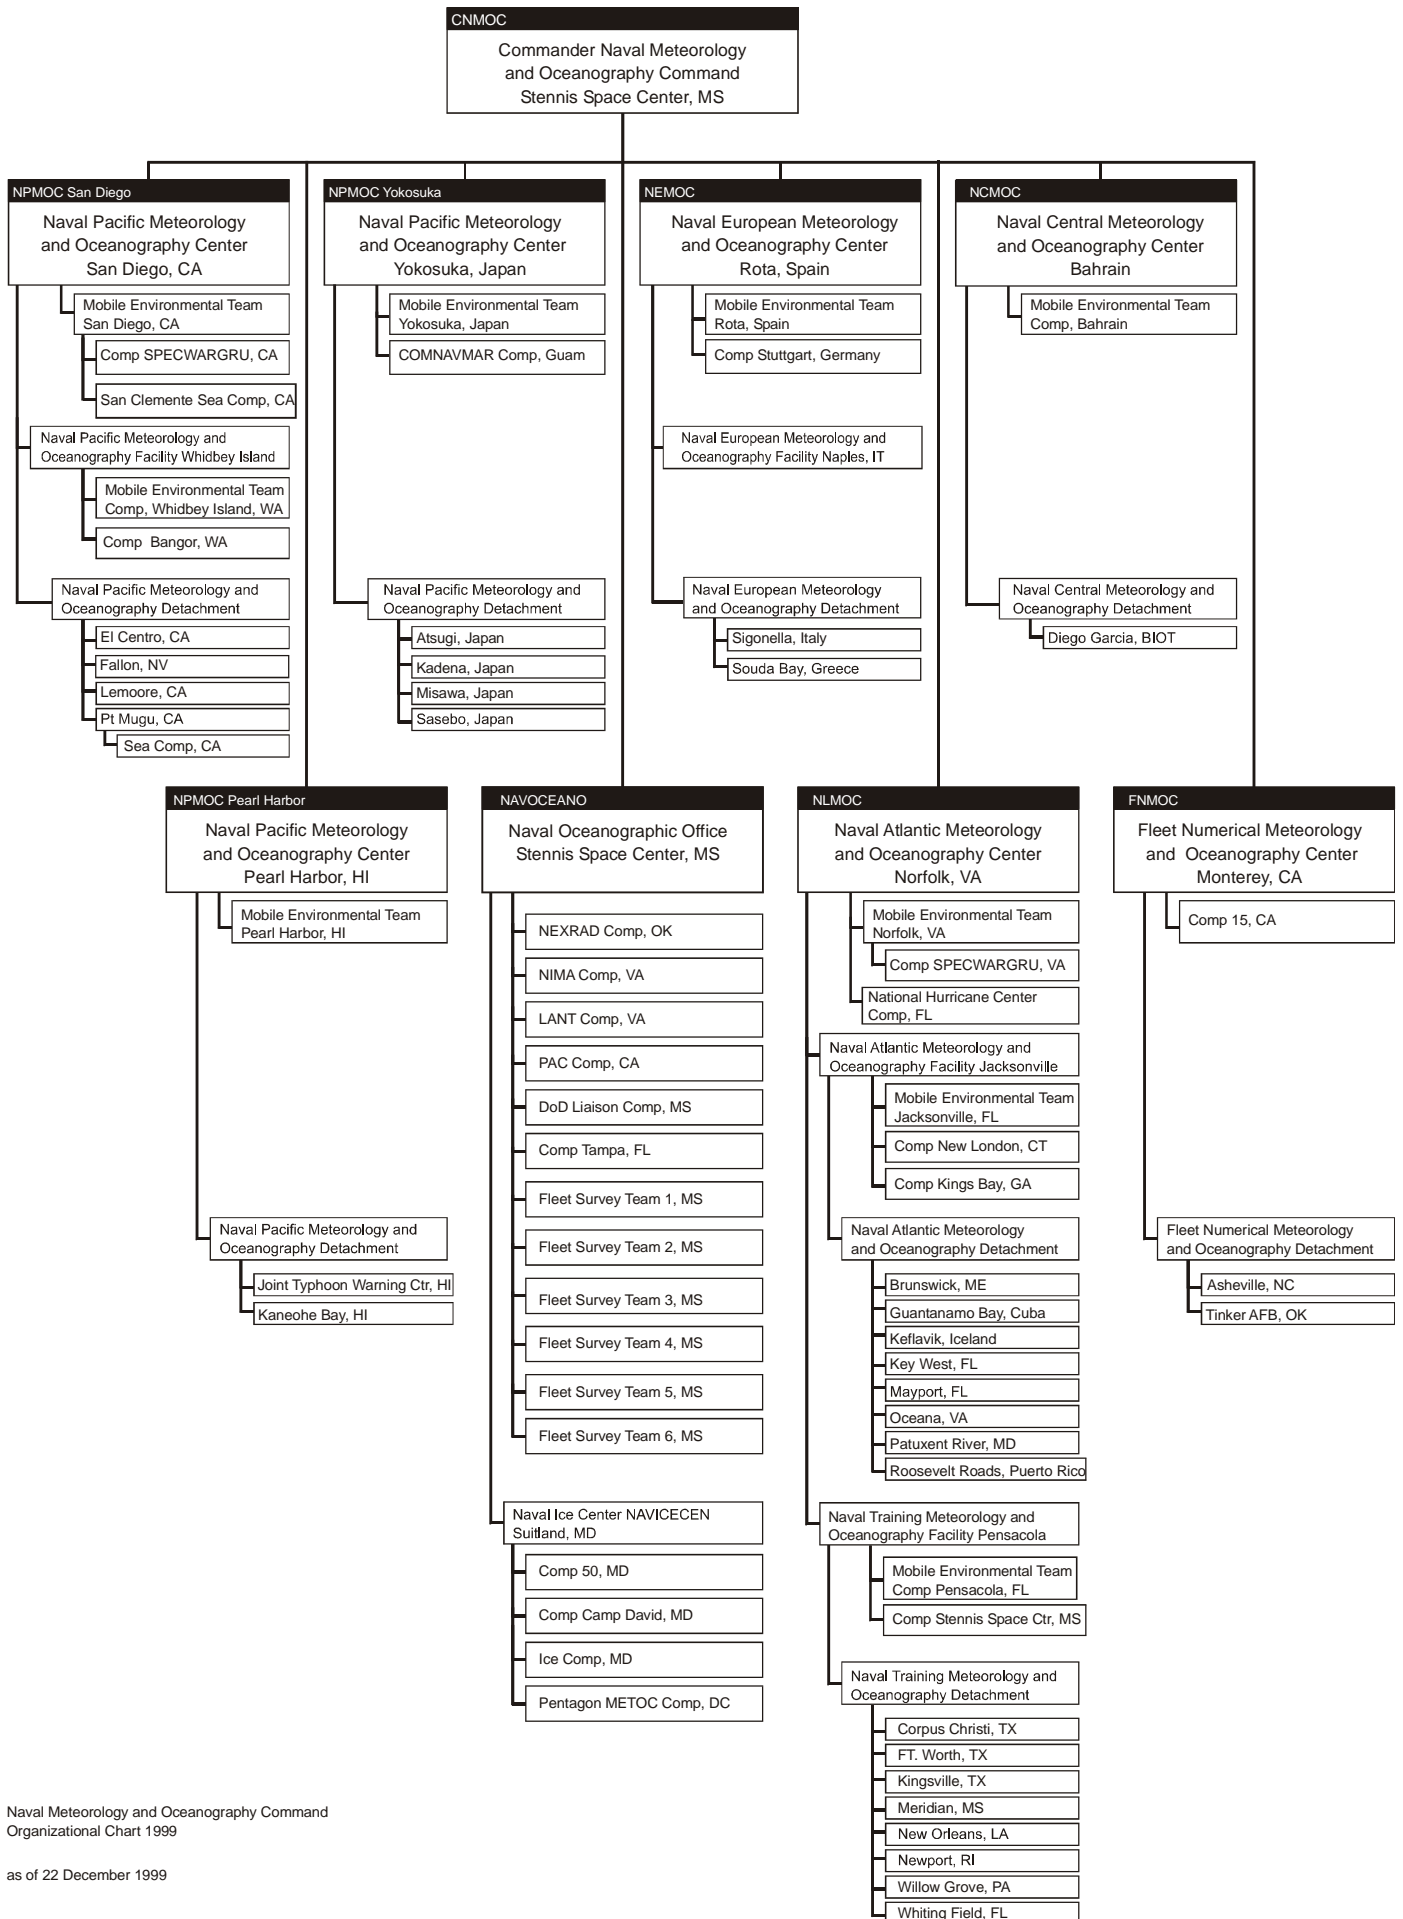 CNMOC
Commander Naval Meteorology
and Oceanography Command
Stennis Space Center, MS
NPMOC San Diego
Naval Pacific Meteorology
and Oceanography Center
San Diego, CA
Mobile Environmental Team
San Diego, CA
Comp SPECWARGRU, CA
San Clemente Sea Comp, CA
Naval Pacific Meteorology and
Oceanography Facility Whidbey Island
Mobile Environmental Team
Comp, Whidbey Island, WA
Comp Bangor, WA
Naval Pacific Meteorology and
Oceanography Detachment
El Centro, CA
Fallon, NV
Lemoore, CA
Pt Mugu, CA
Sea Comp, CA
NPMOC Yokosuka
Naval Pacific Meteorology
and Oceanography Center
Yokosuka, Japan
Mobile Environmental Team
Yokosuka, Japan
COMNAVMAR Comp, Guam
Naval Pacific Meteorology and
Oceanography Detachment
Atsugi, Japan
Kadena, Japan
Misawa, Japan
Sasebo, Japan
NEMOC
Naval European Meteorology
and Oceanography Center
Rota, Spain
Mobile Environmental Team
Rota, Spain
Comp Stuttgart, Germany
Naval European Meteorology and
Oceanography Facility Naples, IT
Naval European Meteorology
and Oceanography Detachment
Sigonella, Italy
Souda Bay, Greece
NCMOC
Naval Central Meteorology
and Oceanography Center
Bahrain
Mobile Environmental Team
Comp, Bahrain
Naval Central Meteorology and
Oceanography Detachment
Diego Garcia, BIOT
NPMOC Pearl Harbor
Naval Pacific Meteorology
and Oceanography Center
Pearl Harbor, HI
Mobile Environmental Team
Pearl Harbor, HI
Naval Pacific Meteorology and
Oceanography Detachment
Joint Typhoon Warning Ctr, HI
Kaneohe Bay, HI
NAVOCEANO
Naval Oceanographic Office
Stennis Space Center, MS
NEXRAD Comp, OK
NIMA Comp, VA
LANT Comp, VA
PAC Comp, CA
DoD Liaison Comp, MS
Comp Tampa, FL
Fleet Survey Team 1, MS
Fleet Survey Team 2, MS
Fleet Survey Team 3, MS
Fleet Survey Team 4, MS
Fleet Survey Team 5, MS
Fleet Survey Team 6, MS
Naval Ice Center NAVICECEN
Suitland, MD
Comp 50, MD
Comp Camp David, MD
Ice Comp, MD
Pentagon METOC Comp, DC
NLMOC
Naval Atlantic Meteorology
and Oceanography Center
Norfolk, VA
Mobile Environmental Team
Norfolk, VA
Comp SPECWARGRU, VA
National Hurricane Center
Comp, FL
Naval Atlantic Meteorology and
Oceanography Facility Jacksonville
Mobile Environmental Team
Jacksonville, FL
Comp New London, CT
Comp Kings Bay, GA
Naval Atlantic Meteorology
and Oceanography Detachment
Brunswick, ME
Guantanamo Bay, Cuba
Keflavik, Iceland
Key West, FL
Mayport, FL
Oceana, VA
Patuxent River, MD
Roosevelt Roads, Puerto Rico
Naval Training Meteorology and
Oceanography Facility Pensacola
Mobile Environmental Team
Comp Pensacola, FL
Comp Stennis Space Ctr, MS
Naval Training Meteorology and
Oceanography Detachment
Corpus Christi, TX
FT. Worth, TX
Kingsville, TX
Meridian, MS
New Orleans, LA
Newport, RI
Willow Grove, PA
Whiting Field, FL
FNMOC
Fleet Numerical Meteorology
and Oceanography Center
Monterey, CA
Comp 15, CA
Fleet Numerical Meteorology
and Oceanography Detachment
Asheville, NC
Tinker AFB, OK
Naval Meteorology and Oceanography Command
Organizational Chart 1999
as of 22 December 1999